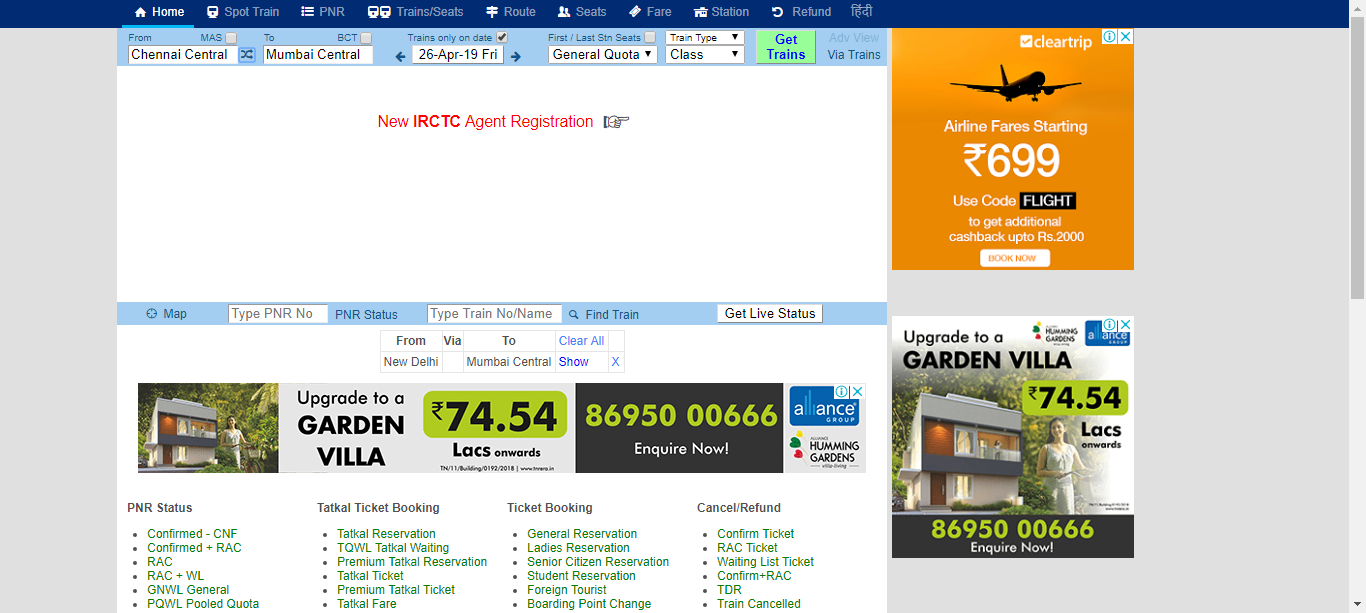 Home Spot Train PNR Trains/Seats Route Seats Fare Station Refund हिंदी
From MAS To BCT Trains only on date First / Last Stn Seats Train Type Get Trains Adv View
Chennai Central Mumbai Central 26-Apr-19 Fri General Quota Class Via Trains
New IRCTC Agent Registration
Map Type PNR No PNR Status Type Train No/Name Find Train Get Live Status
From Via To Clear All
New Delhi Mumbai Central Show X
Upgrade to a
GARDEN
VILLA
₹74.54
Lacs onwards
TN/11/Building/0192/2018 | www.tnrera.in
86950 00666
Enquire Now!
alliance
GROUP
ALLIANCE
HUMMING
GARDENS
villa-living
PNR Status
Confirmed - CNF
Confirmed + RAC
RAC
RAC + WL
GNWL General
PQWL Pooled Quota
Tatkal Ticket Booking
Tatkal Reservation
TQWL Tatkal Waiting
Premium Tatkal Reservation
Tatkal Ticket
Premium Tatkal Ticket
Tatkal Fare
Ticket Booking
General Reservation
Ladies Reservation
Senior Citizen Reservation
Student Reservation
Foreign Tourist
Boarding Point Change
Cancel/Refund
Confirm Ticket
RAC Ticket
Waiting List Ticket
Confirm+RAC
TDR
Train Cancelled
cleartrip
Airline Fares Starting
₹699
Use Code FLIGHT
to get additional
cashback upto Rs.2000
BOOK NOW
Upgrade to a
GARDEN VILLA
HUMMING
GARDENS
alliance
GROUP
₹74.54
Lacs
onwards
86950 00666
Enquire Now!